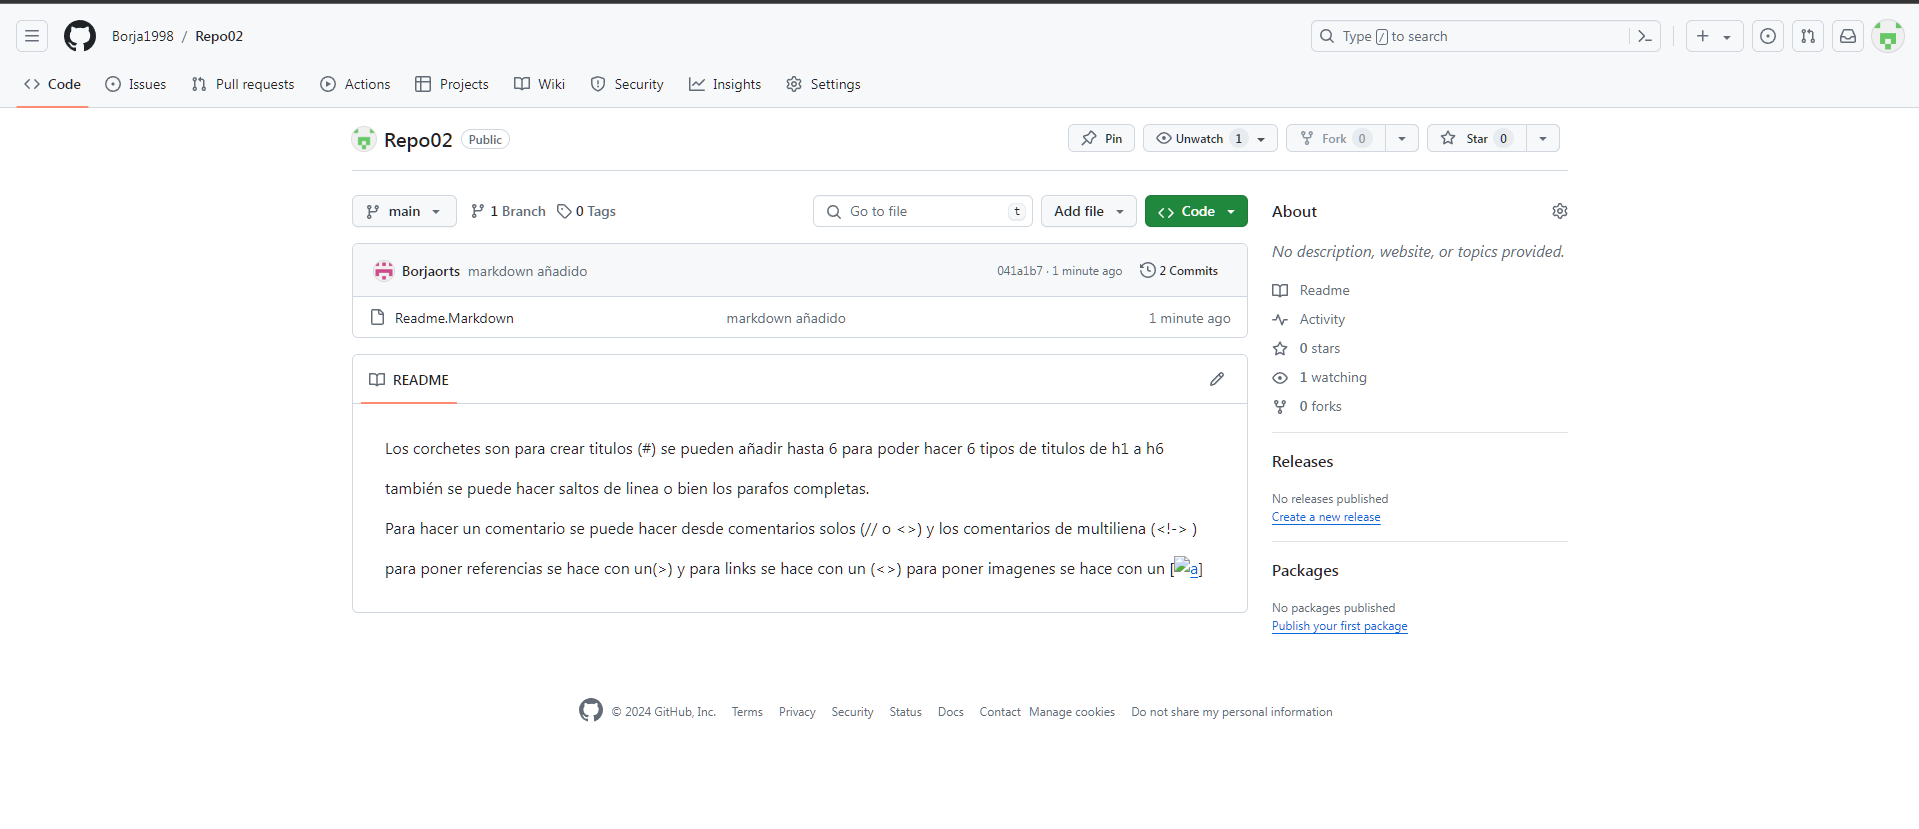 Borja1998 / Repo02
Type / to search
Code Issues Pull requests Actions Projects Wiki Security Insights Settings
Repo02 Public
Pin Unwatch 1 Fork 0 Star 0
main 1 Branch 0 Tags
Go to file t Add file Code
Borjaorts markdown añadido 041a1b7 · 1 minute ago 2 Commits
Readme.Markdown markdown añadido 1 minute ago
README
Los corchetes son para crear titulos (#) se pueden añadir hasta 6 para poder hacer 6 tipos de titulos de h1 a h6
también se puede hacer saltos de linea o bien los parafos completas.
Para hacer un comentario se puede hacer desde comentarios solos (// o <>) y los comentarios de multiliena (<!-> )
para poner referencias se hace con un(>) y para links se hace con un (<>) para poner imagenes se hace con un [a]
About
No description, website, or topics provided.
Readme
Activity
0 stars
1 watching
0 forks
Releases
No releases published
Create a new release
Packages
No packages published
Publish your first package
© 2024 GitHub, Inc. Terms Privacy Security Status Docs Contact Manage cookies Do not share my personal information